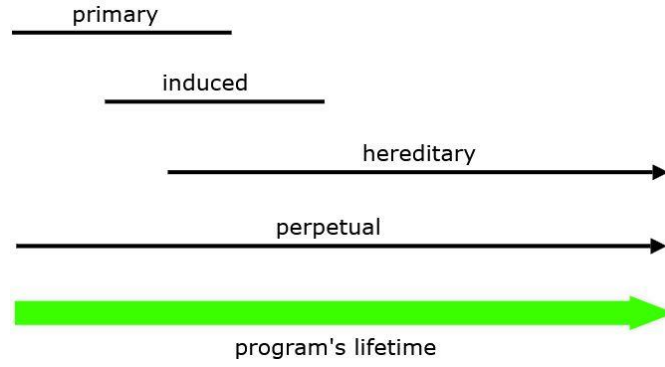 primary
induced
hereditary
perpetual
program's lifetime